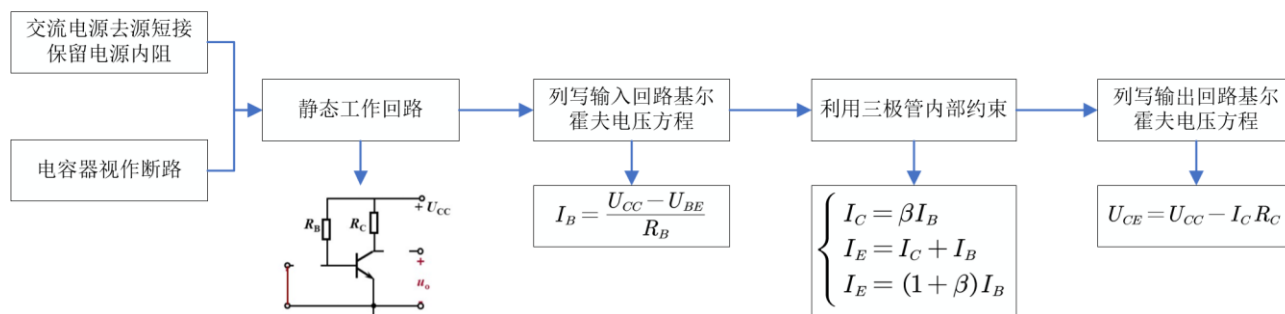 交流电源去源短接
保留电源内阻
电容器视作断路
静态工作回路
列写输入回路基尔
霍夫电压方程
利用三极管内部约束
列写输出回路基尔
霍夫电压方程
+ U_CC
R_B
R_C
+
u_o
-
I_B = (U_CC − U_BE) / R_B
I_C = βI_B
I_E = I_C + I_B
I_E = (1 + β)I_B
U_CE = U_CC − I_C R_C